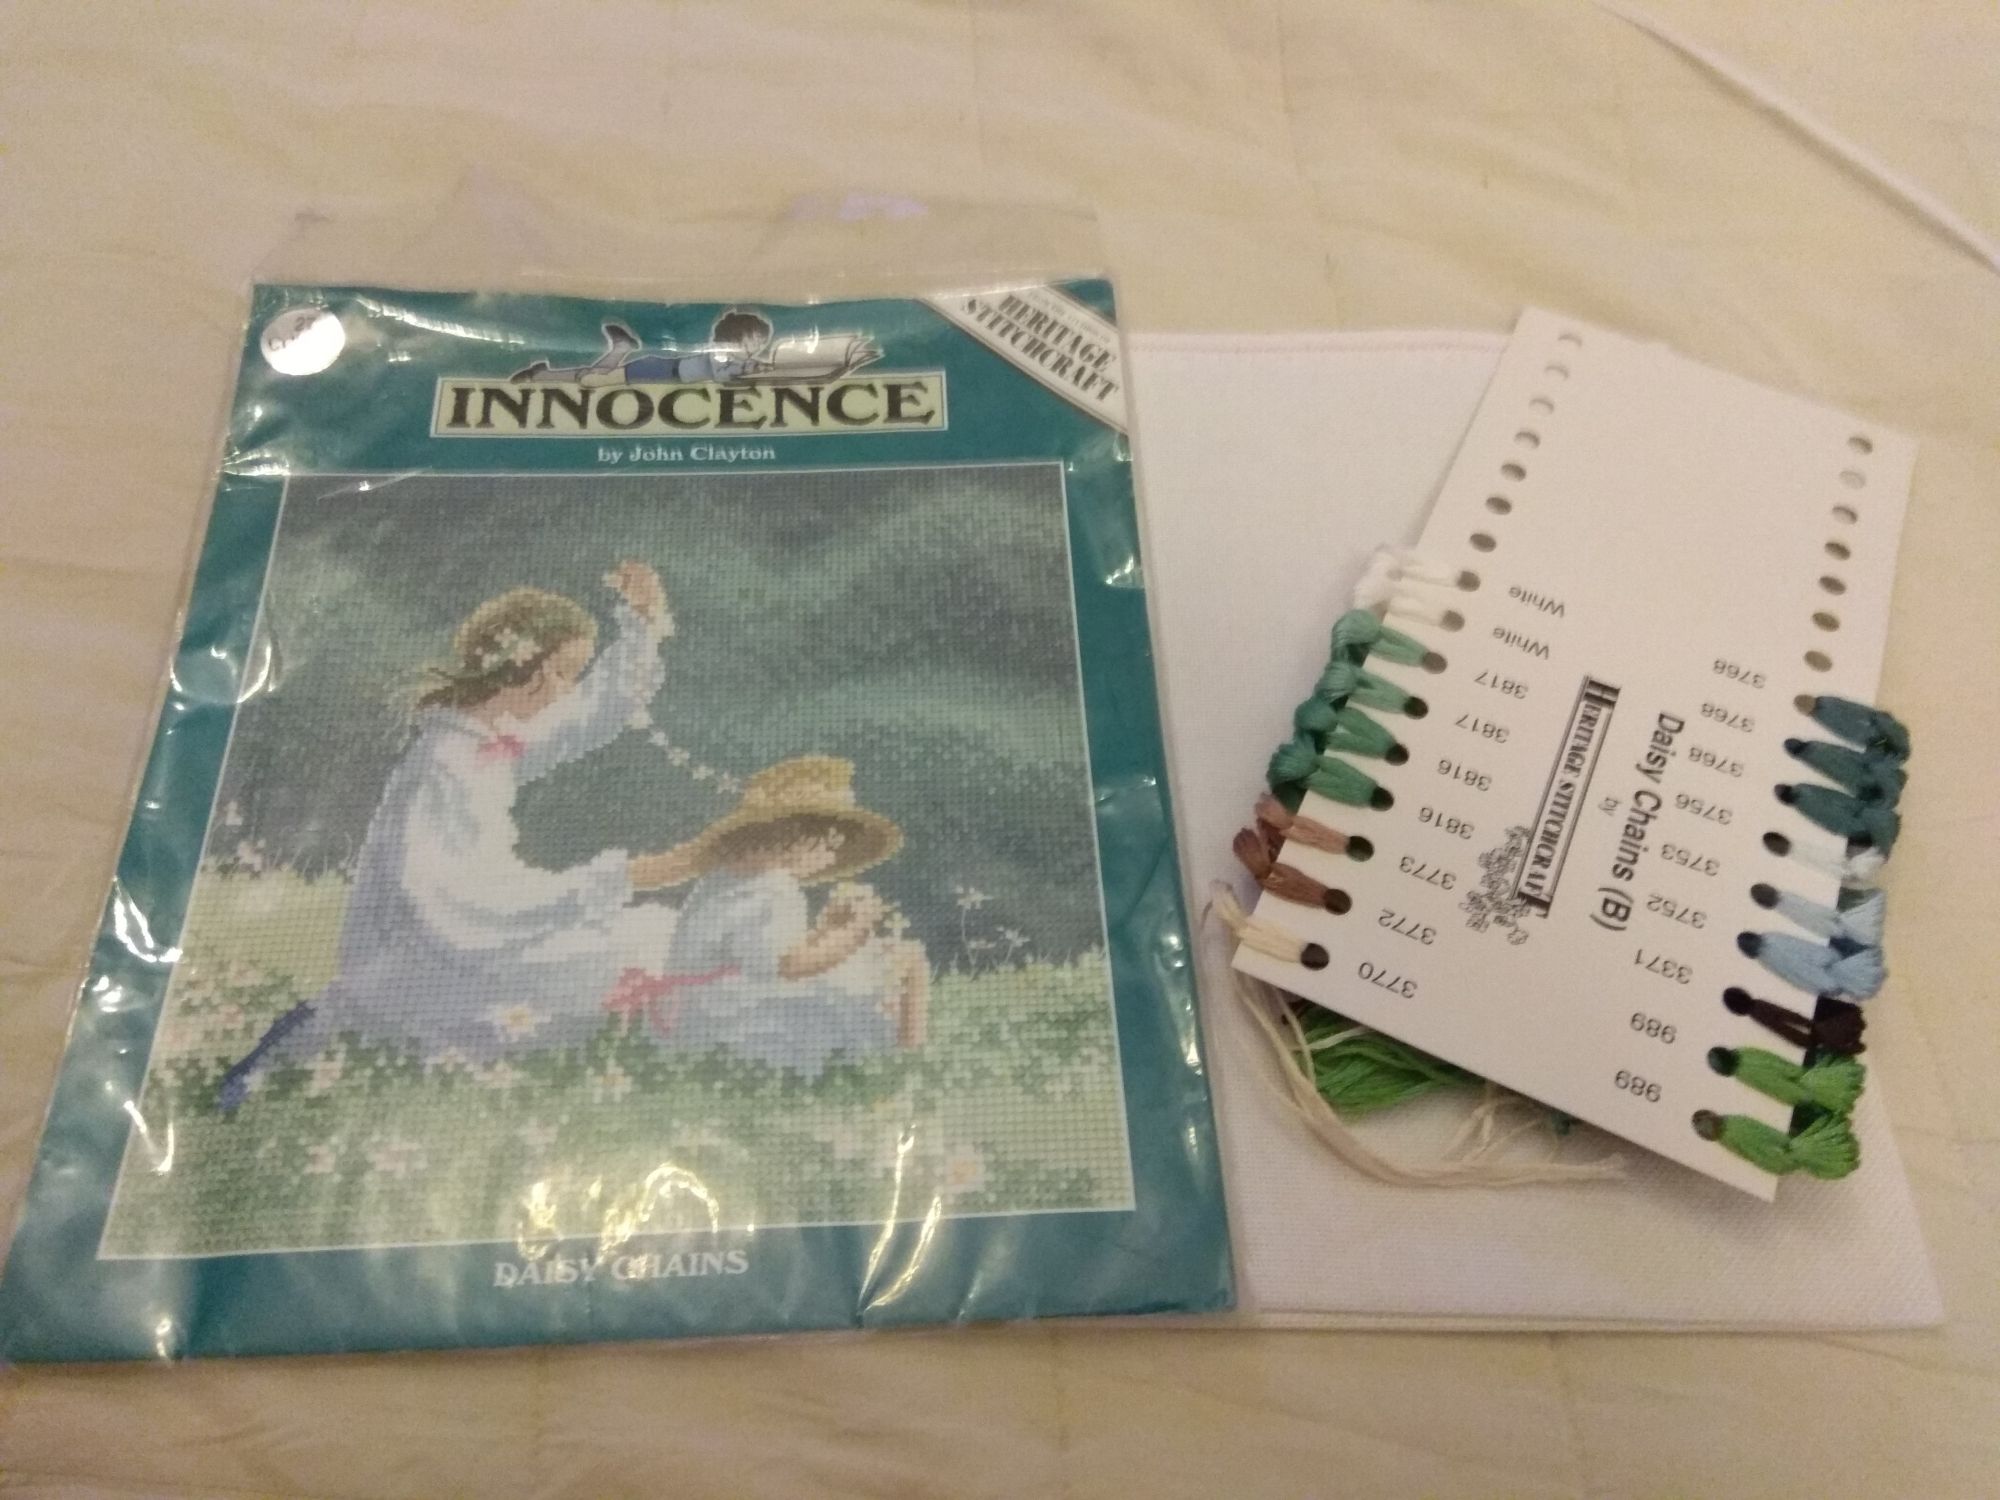 INNOCENCE
by John Clayton
HERITAGE
STITCHCRAFT
DAISY CHAINS
White
White
3817
3817
3816
3816
3773
3772
3770
HERITAGE STITCHCRAFT
by
Daisy Chains (B)
3768
3768
3768
3756
3753
3752
3371
989
989